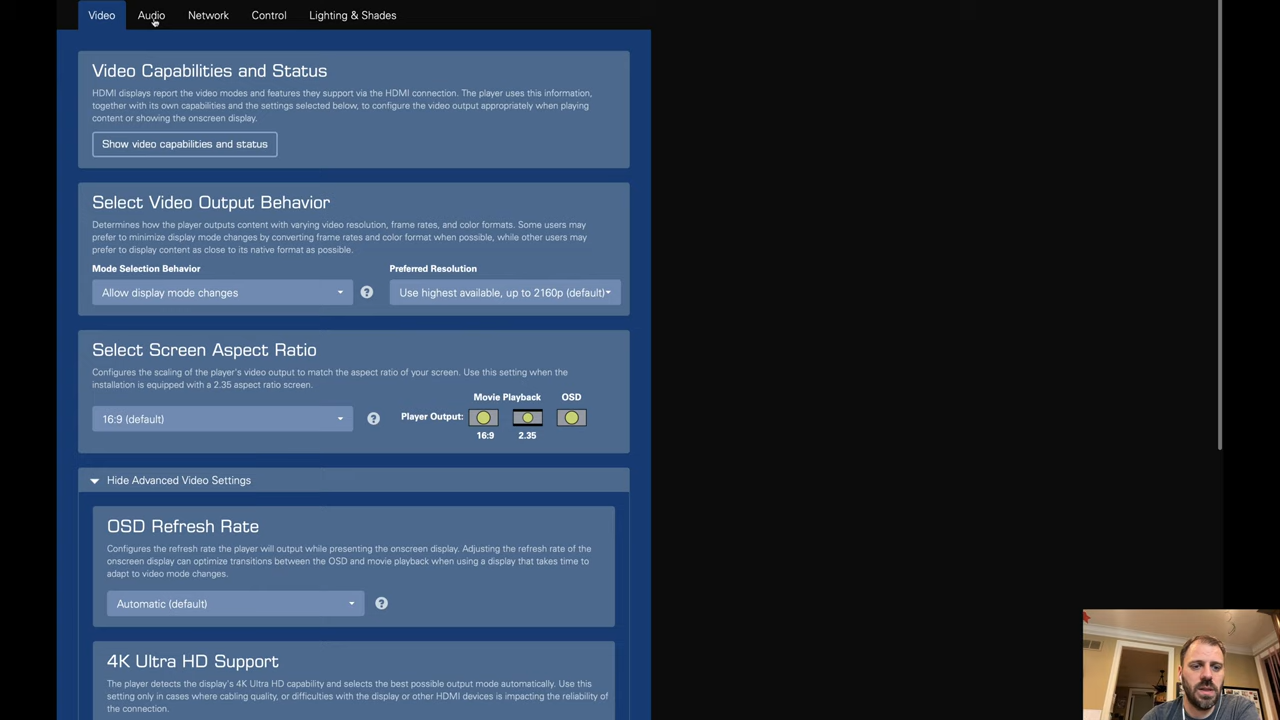 Video Audio Network Control Lighting & Shades
Video Capabilities and Status
HDMI displays report the video modes and features they support via the HDMI connection. The player uses this information,
together with its own capabilities and the settings selected below, to configure the video output appropriately when playing
content or showing the onscreen display.
Show video capabilities and status
Select Video Output Behavior
Determines how the player outputs content with varying video resolution, frame rates, and color formats. Some users may
prefer to minimize display mode changes by converting frame rates and color format when possible, while other users may
prefer to display content as close to its native format as possible.
Mode Selection Behavior Preferred Resolution
Allow display mode changes ? Use highest available, up to 2160p (default)
Select Screen Aspect Ratio
Configures the scaling of the player's video output to match the aspect ratio of your screen. Use this setting when the
installation is equipped with a 2.35 aspect ratio screen.
Movie Playback OSD
16:9 (default) ? Player Output:
16:9 2.35
Hide Advanced Video Settings
OSD Refresh Rate
Configures the refresh rate the player will output while presenting the onscreen display. Adjusting the refresh rate of the
onscreen display can optimize transitions between the OSD and movie playback when using a display that takes time to
adapt to video mode changes.
Automatic (default) ?
4K Ultra HD Support
The player detects the display's 4K Ultra HD capability and selects the best possible output mode automatically. Use this
setting only in cases where cabling quality, or difficulties with the display or other HDMI devices is impacting the reliability of
the connection.